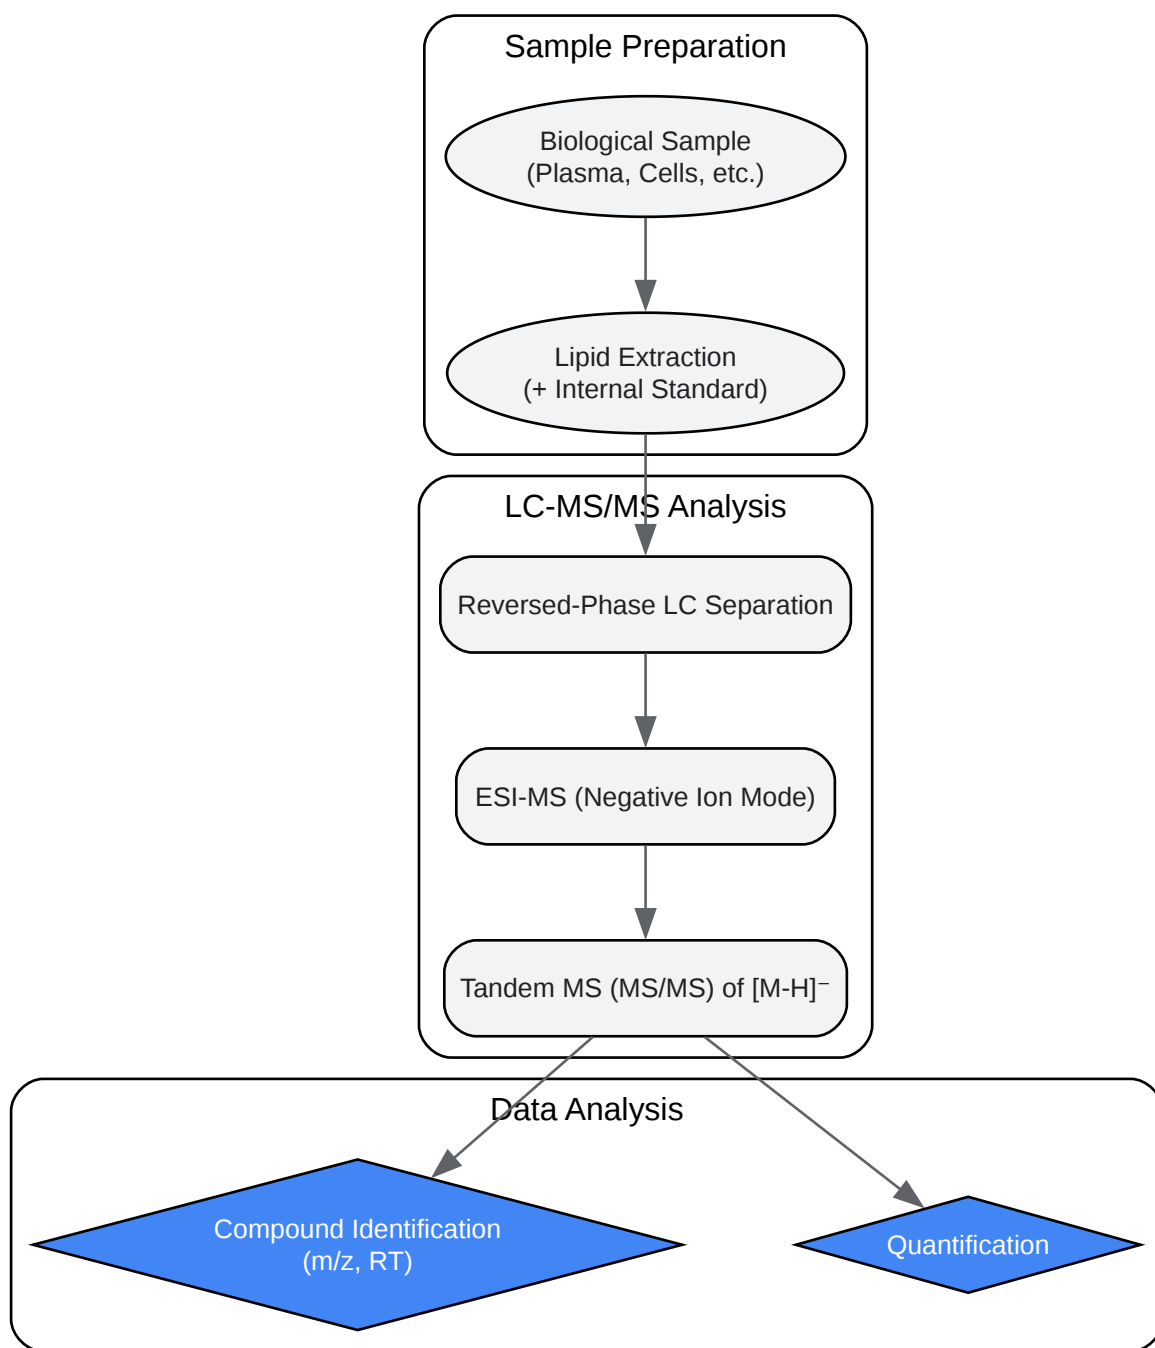 Sample Preparation
Biological Sample
(Plasma, Cells, etc.)
Lipid Extraction
(+ Internal Standard)
LC-MS/MS Analysis
Reversed-Phase LC Separation
ESI-MS (Negative Ion Mode)
Tandem MS (MS/MS) of [M-H]⁻
Data Analysis
Compound Identification
(m/z, RT)
Quantification